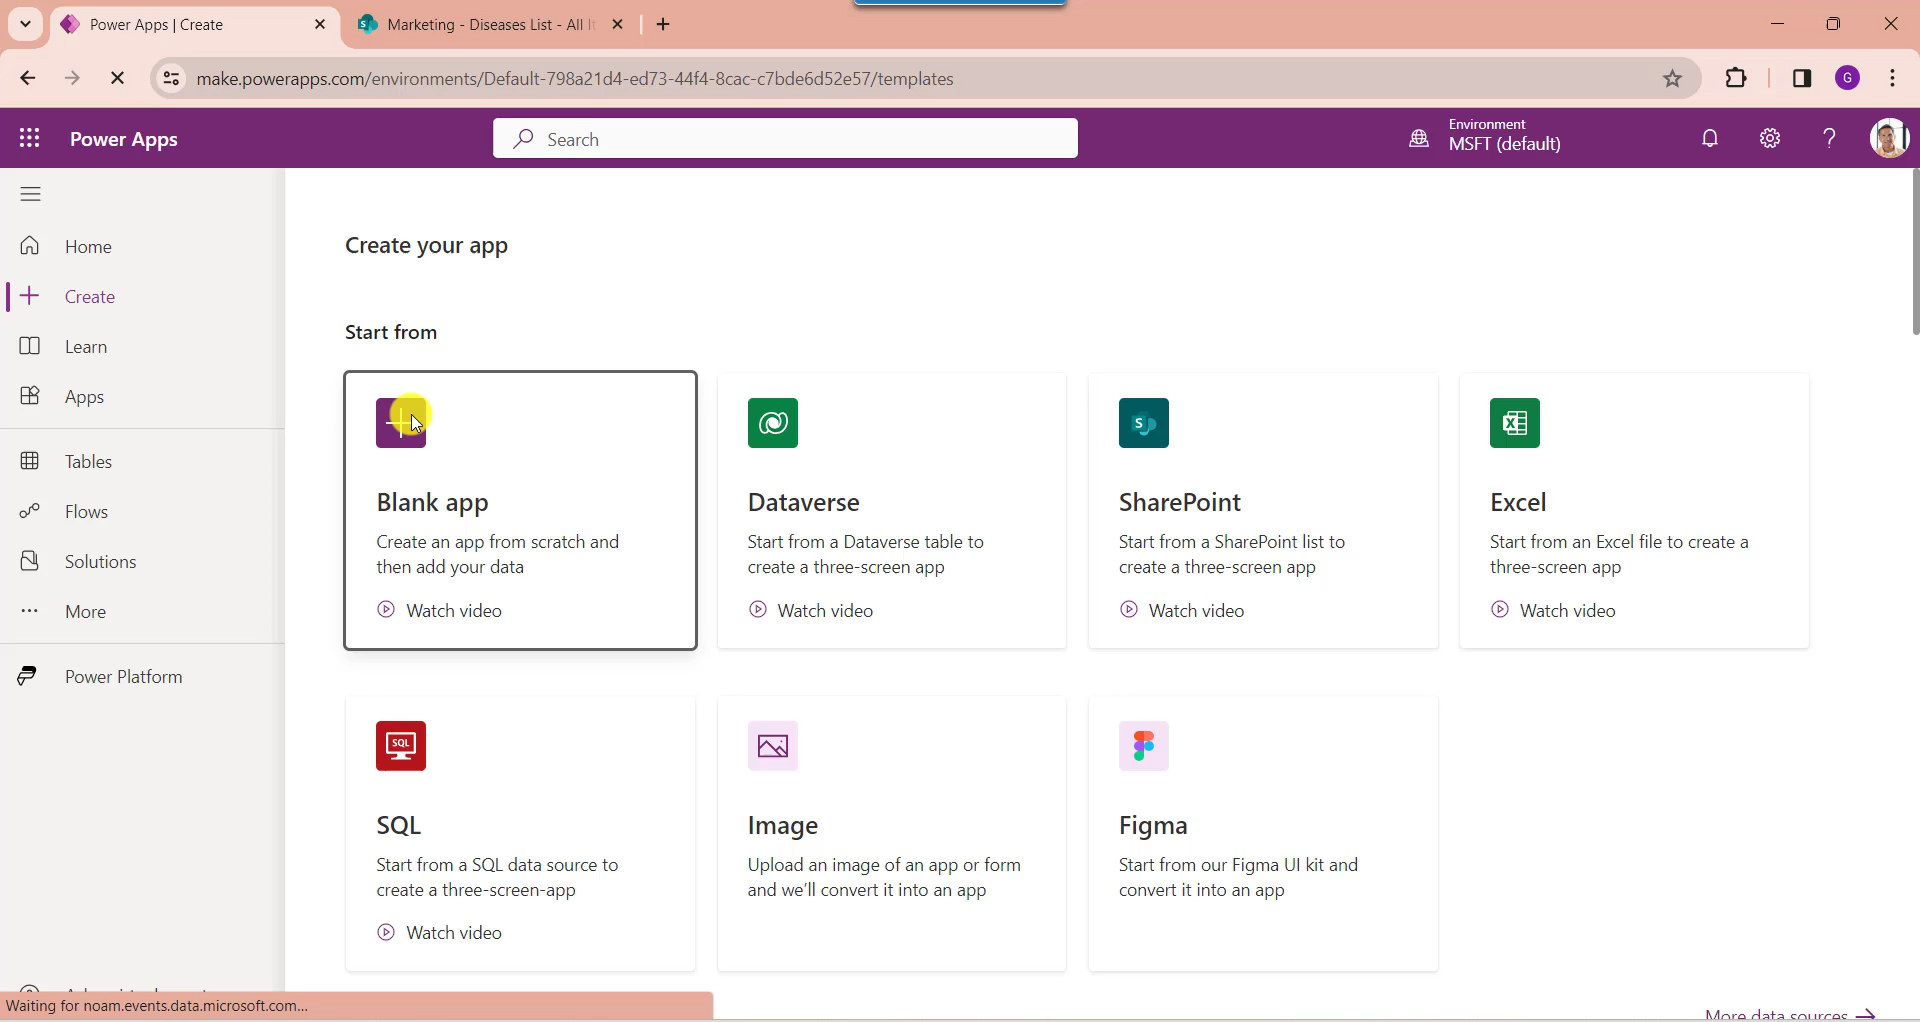 Power Apps | Create
Marketing - Diseases List - All It
make.powerapps.com/environments/Default-798a21d4-ed73-44f4-8cac-c7bde6d52e57/templates
G
Power Apps
Search
Environment
MSFT (default)
Home
Create
Learn
Apps
Tables
Flows
Solutions
More
Power Platform
Create your app
Start from
Blank app
Create an app from scratch and
then add your data
Watch video
Dataverse
Start from a Dataverse table to
create a three-screen app
Watch video
S
SharePoint
Start from a SharePoint list to
create a three-screen app
Watch video
X
Excel
Start from an Excel file to create a
three-screen app
Watch video
SQL
SQL
Start from a SQL data source to
create a three-screen-app
Watch video
Image
Upload an image of an app or form
and we'll convert it into an app
Figma
Start from our Figma UI kit and
convert it into an app
More data sources
Waiting for noam.events.data.microsoft.com...